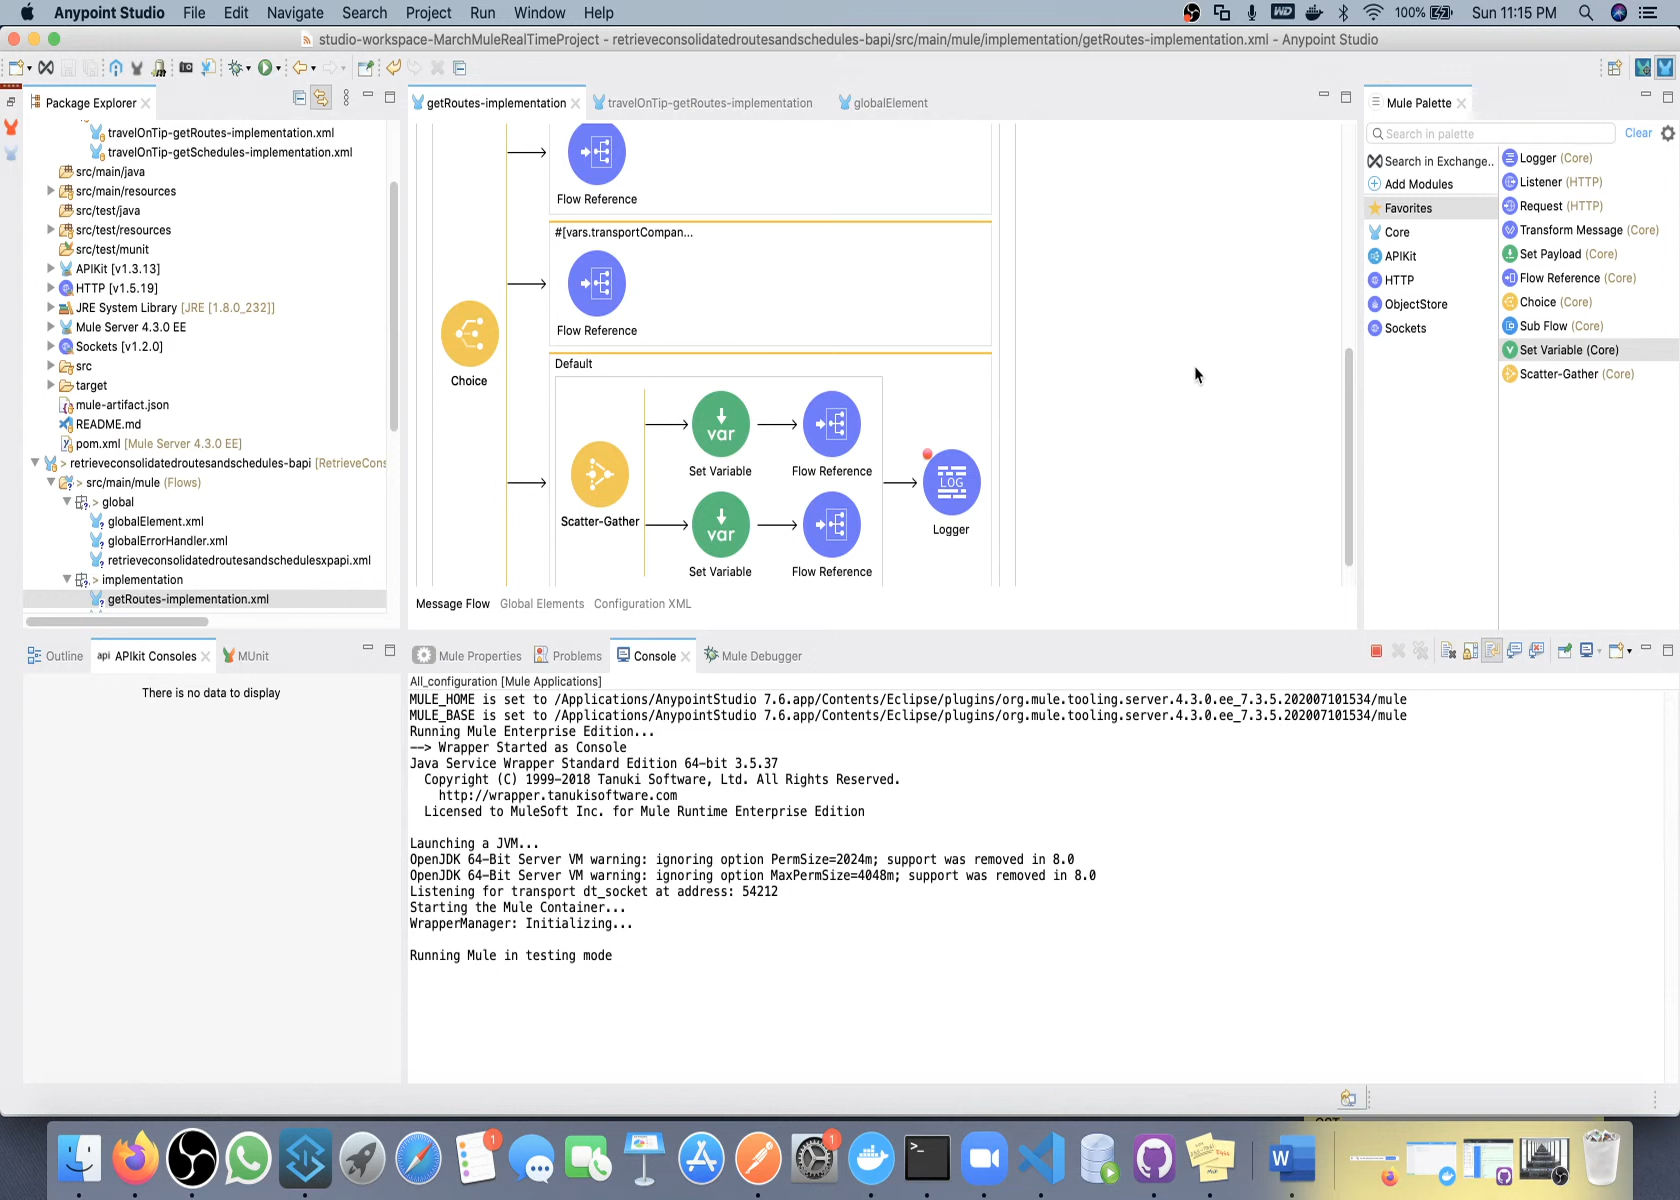 Anypoint Studio File Edit Navigate Search Project Run Window Help
WD 100% Sun 11:15 PM
studio-workspace-MarchMuleRealTimeProject - retrieveconsolidatedroutesandschedules-bapi/src/main/mule/implementation/getRoutes-implementation.xml - Anypoint Studio
Package Explorer
travelOnTip-getRoutes-implementation.xml
travelOnTip-getSchedules-implementation.xml
src/main/java
src/main/resources
src/test/java
src/test/resources
src/test/munit
APIKit [v1.3.13]
HTTP [v1.5.19]
JRE System Library [JRE [1.8.0_232]]
Mule Server 4.3.0 EE
Sockets [v1.2.0]
src
target
mule-artifact.json
README.md
pom.xml [Mule Server 4.3.0 EE]
> retrieveconsolidatedroutesandschedules-bapi [RetrieveCons
> src/main/mule (Flows)
> global
globalElement.xml
globalErrorHandler.xml
retrieveconsolidatedroutesandschedulesxpapi.xml
> implementation
getRoutes-implementation.xml
getRoutes-implementation
travelOnTip-getRoutes-implementation
globalElement
Flow Reference
#[vars.transportCompan...
Flow Reference
Choice
Default
var
Set Variable
Flow Reference
Scatter-Gather
LOG
Logger
var
Set Variable
Flow Reference
Message Flow Global Elements Configuration XML
Mule Palette
Search in palette
Clear
Search in Exchange..
Add Modules
Favorites
Core
APIKit
HTTP
ObjectStore
Sockets
Logger (Core)
Listener (HTTP)
Request (HTTP)
Transform Message (Core)
Set Payload (Core)
Flow Reference (Core)
Choice (Core)
Sub Flow (Core)
Set Variable (Core)
Scatter-Gather (Core)
Outline
api APIkit Consoles
MUnit
There is no data to display
Mule Properties
Problems
Console
Mule Debugger
All_configuration [Mule Applications]
MULE_HOME is set to /Applications/AnypointStudio 7.6.app/Contents/Eclipse/plugins/org.mule.tooling.server.4.3.0.ee_7.3.5.202007101534/mule
MULE_BASE is set to /Applications/AnypointStudio 7.6.app/Contents/Eclipse/plugins/org.mule.tooling.server.4.3.0.ee_7.3.5.202007101534/mule
Running Mule Enterprise Edition...
--> Wrapper Started as Console
Java Service Wrapper Standard Edition 64-bit 3.5.37
Copyright (C) 1999-2018 Tanuki Software, Ltd. All Rights Reserved.
http://wrapper.tanukisoftware.com
Licensed to MuleSoft Inc. for Mule Runtime Enterprise Edition
Launching a JVM...
OpenJDK 64-Bit Server VM warning: ignoring option PermSize=2024m; support was removed in 8.0
OpenJDK 64-Bit Server VM warning: ignoring option MaxPermSize=4048m; support was removed in 8.0
Listening for transport dt_socket at address: 54212
Starting the Mule Container...
WrapperManager: Initializing...
Running Mule in testing mode
1
1
W